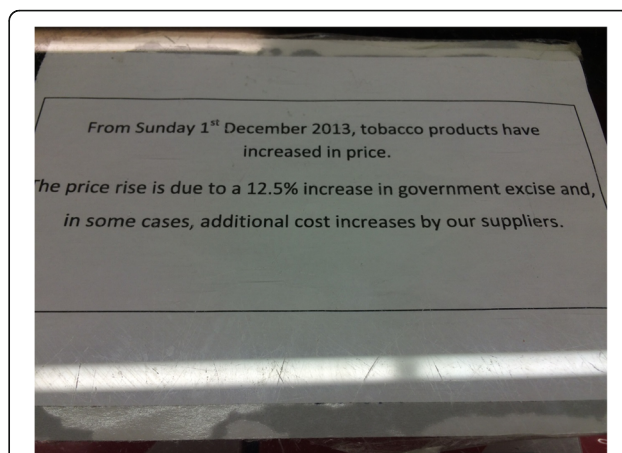 From Sunday 1st December 2013, tobacco products have
increased in price.
The price rise is due to a 12.5% increase in government excise and,
in some cases, additional cost increases by our suppliers.